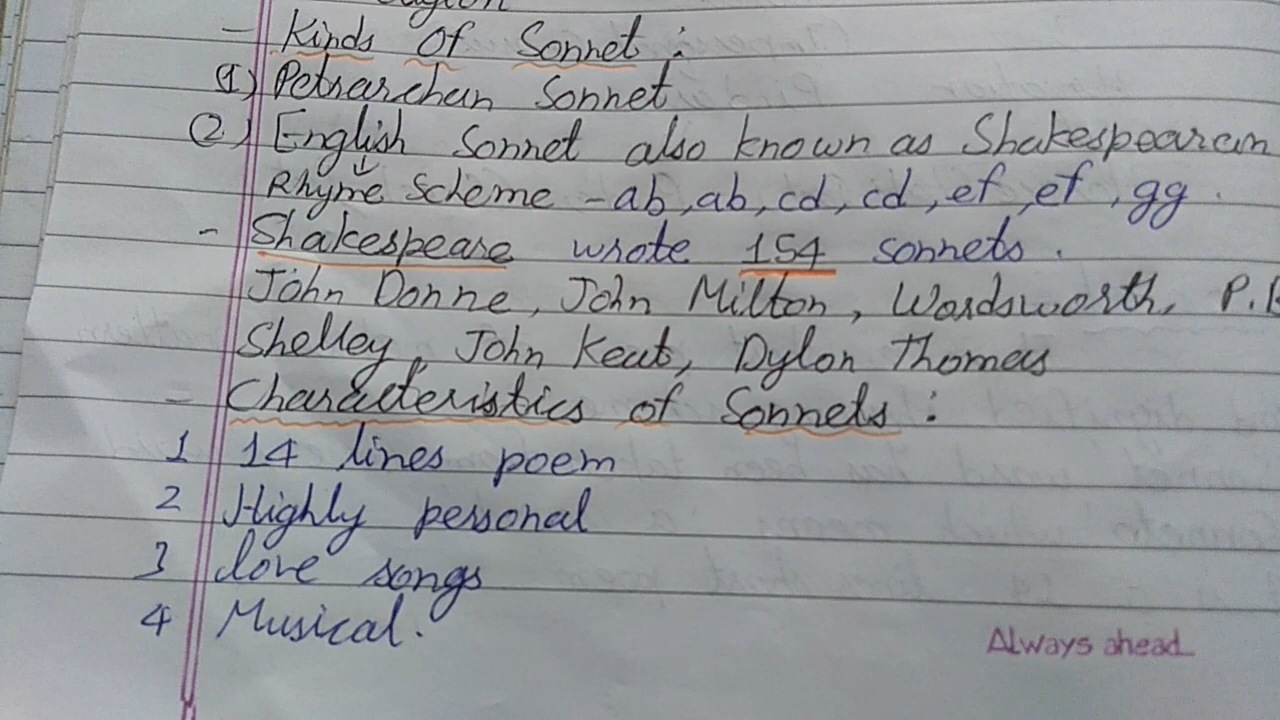 - Kinds Of Sonnet :
(1) Petrarchan Sonnet
(2) English Sonnet also known as Shakespearean
Rhyme Scheme - ab, ab, cd, cd, ef, ef, gg.
- Shakespeare wrote 154 sonnets.
John Donne, John Milton, Wordsworth, P.B
Shelley, John Keat, Dylon Thomas
- Characteristics of Sonnets :
1 14 lines poem
2 Highly personal
3 love songs
4 Musical.
Always ahead